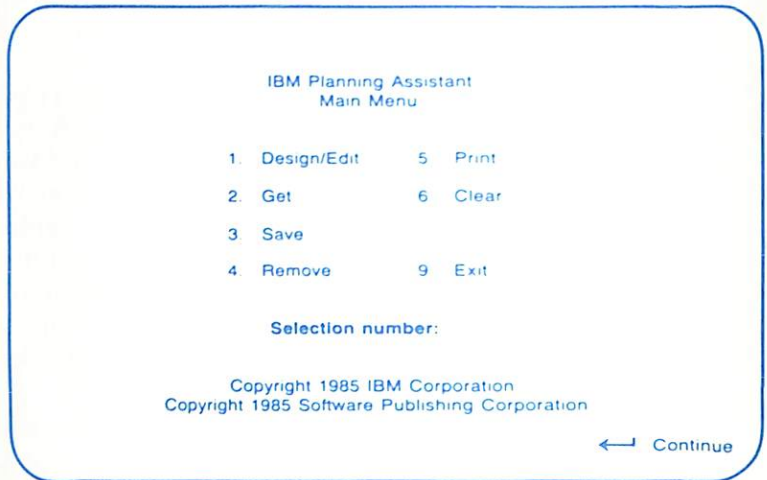 IBM Planning Assistant
Main Menu
1. Design/Edit 5 Print
2. Get 6 Clear
3. Save
4. Remove 9 Exit
Selection number:
Copyright 1985 IBM Corporation
Copyright 1985 Software Publishing Corporation
Continue